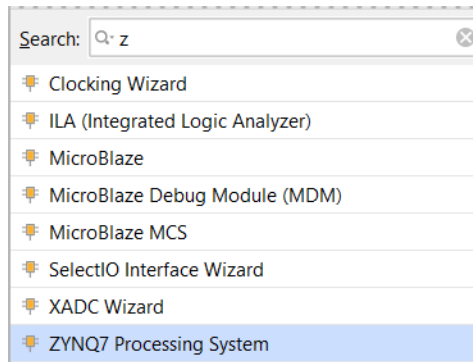 Search: z
Clocking Wizard
ILA (Integrated Logic Analyzer)
MicroBlaze
MicroBlaze Debug Module (MDM)
MicroBlaze MCS
SelectIO Interface Wizard
XADC Wizard
ZYNQ7 Processing System